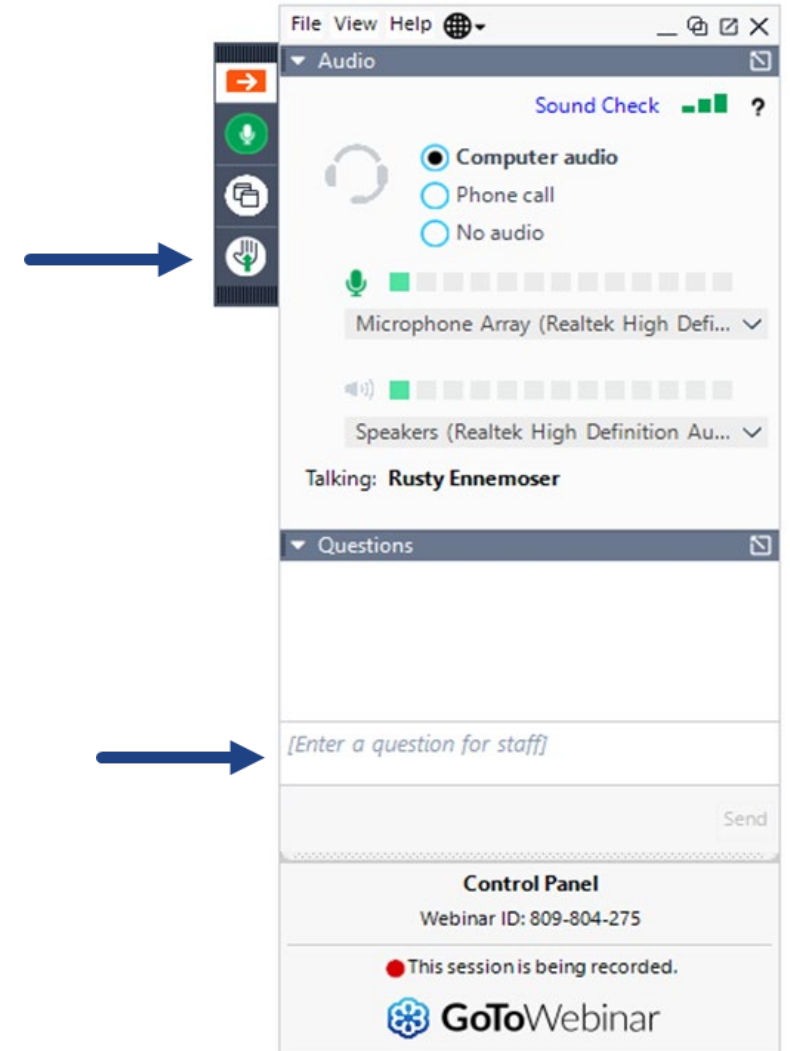 File View Help
Audio
Sound Check ?
Computer audio
Phone call
No audio
Microphone Array (Realtek High Defi...
Speakers (Realtek High Definition Au...
Talking: Rusty Ennemoser
Questions
[Enter a question for staff]
Send
Control Panel
Webinar ID: 809-804-275
This session is being recorded.
GoToWebinar